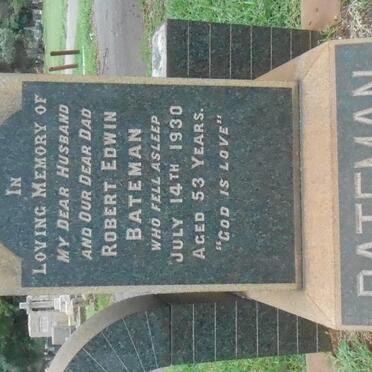 IN
LOVING MEMORY OF
MY DEAR HUSBAND
AND OUR DEAR DAD
ROBERT EDWIN
BATEMAN
WHO FELL ASLEEP
JULY 14TH 1930
AGED 53 YEARS.
"GOD IS LOVE"
BATEMAN